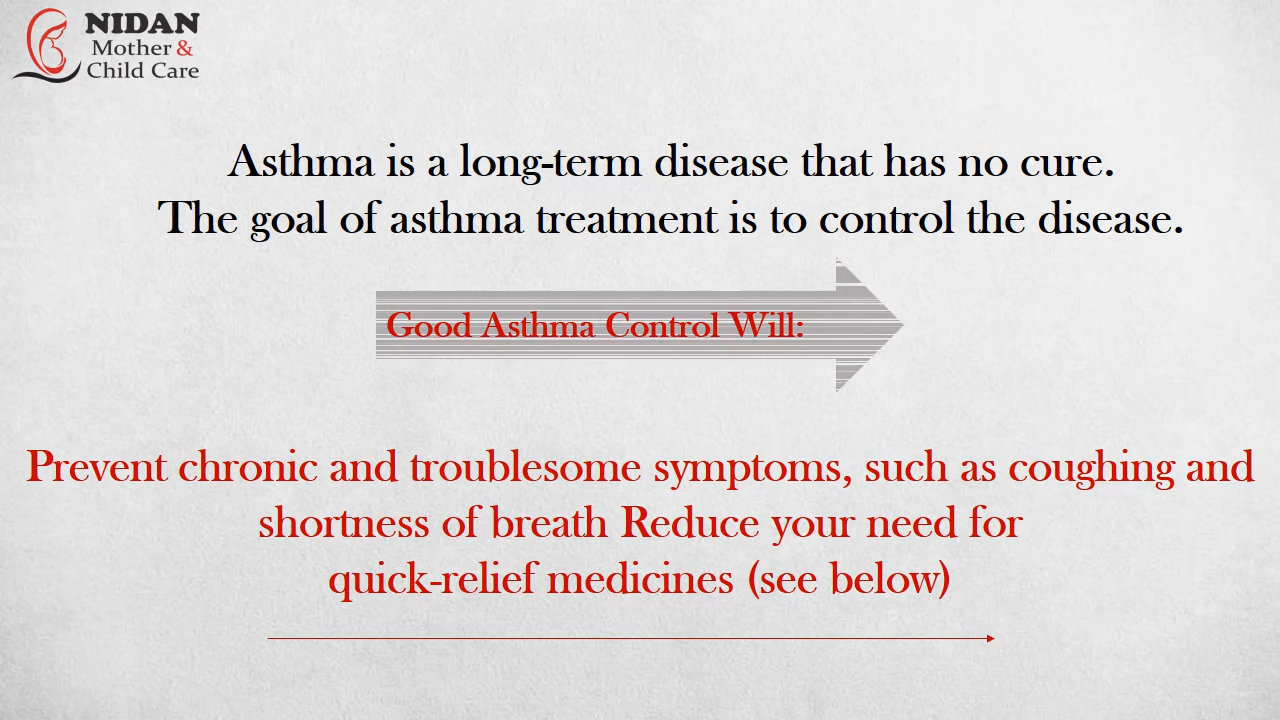 NIDAN
Mother &
Child Care
Asthma is a long-term disease that has no cure.
The goal of asthma treatment is to control the disease.
Good Asthma Control Will:
Prevent chronic and troublesome symptoms, such as coughing and
shortness of breath Reduce your need for
quick-relief medicines (see below)